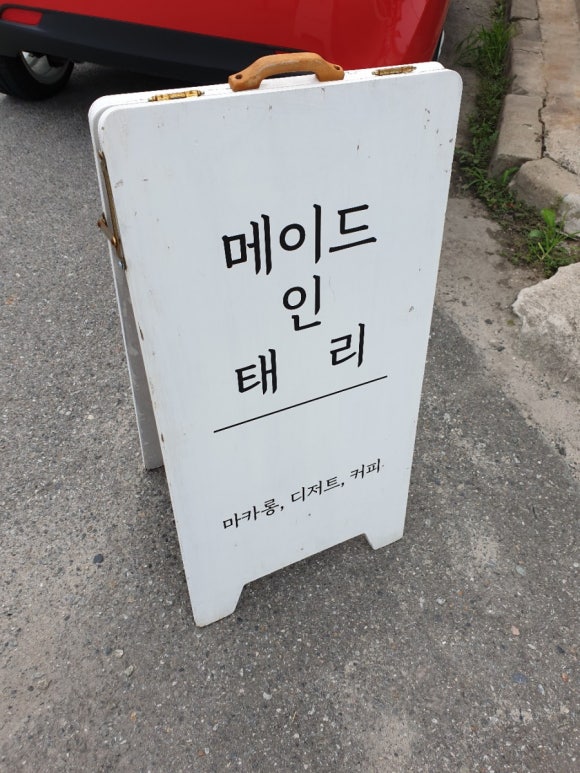 메이드
인
태 리
마카롱, 디저트, 커피